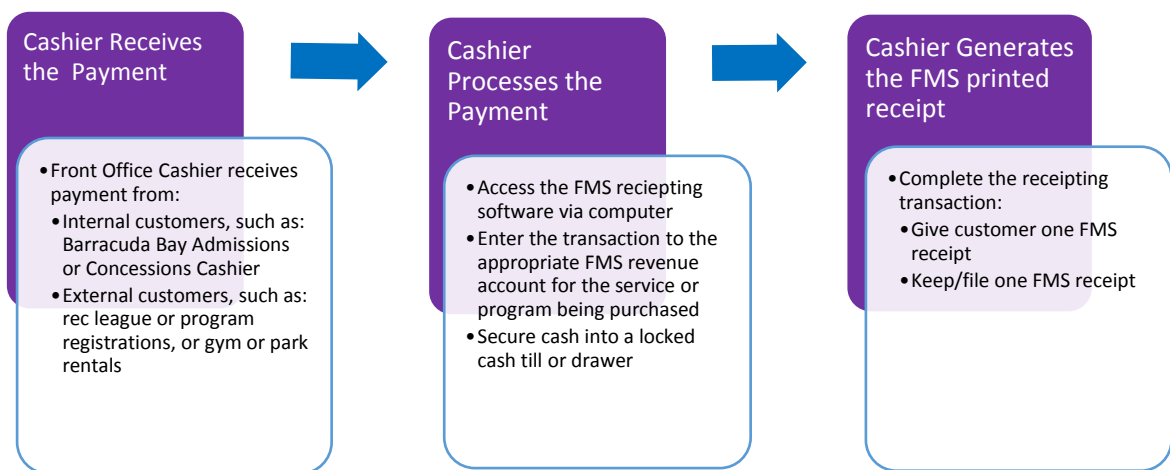 Cashier Receives
the Payment
•Front Office Cashier receives
payment from:
•Internal customers, such as:
Barracuda Bay Admissions
or Concessions Cashier
•External customers, such as:
rec league or program
registrations, or gym or park
rentals
Cashier
Processes the
Payment
•Access the FMS reciepting
software via computer
•Enter the transaction to the
appropriate FMS revenue
account for the service or
program being purchased
•Secure cash into a locked
cash till or drawer
Cashier Generates
the FMS printed
receipt
•Complete the receipting
transaction:
•Give customer one FMS
receipt
•Keep/file one FMS receipt